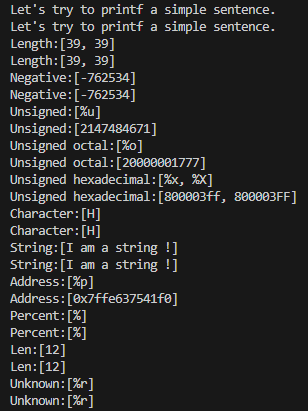 Let's try to printf a simple sentence.
Let's try to printf a simple sentence.
Length:[39, 39]
Length:[39, 39]
Negative:[-762534]
Negative:[-762534]
Unsigned:[%u]
Unsigned:[2147484671]
Unsigned octal:[%o]
Unsigned octal:[20000001777]
Unsigned hexadecimal:[%x, %X]
Unsigned hexadecimal:[800003ff, 800003FF]
Character:[H]
Character:[H]
String:[I am a string !]
String:[I am a string !]
Address:[%p]
Address:[0x7ffe637541f0]
Percent:[%]
Percent:[%]
Len:[12]
Len:[12]
Unknown:[%r]
Unknown:[%r]